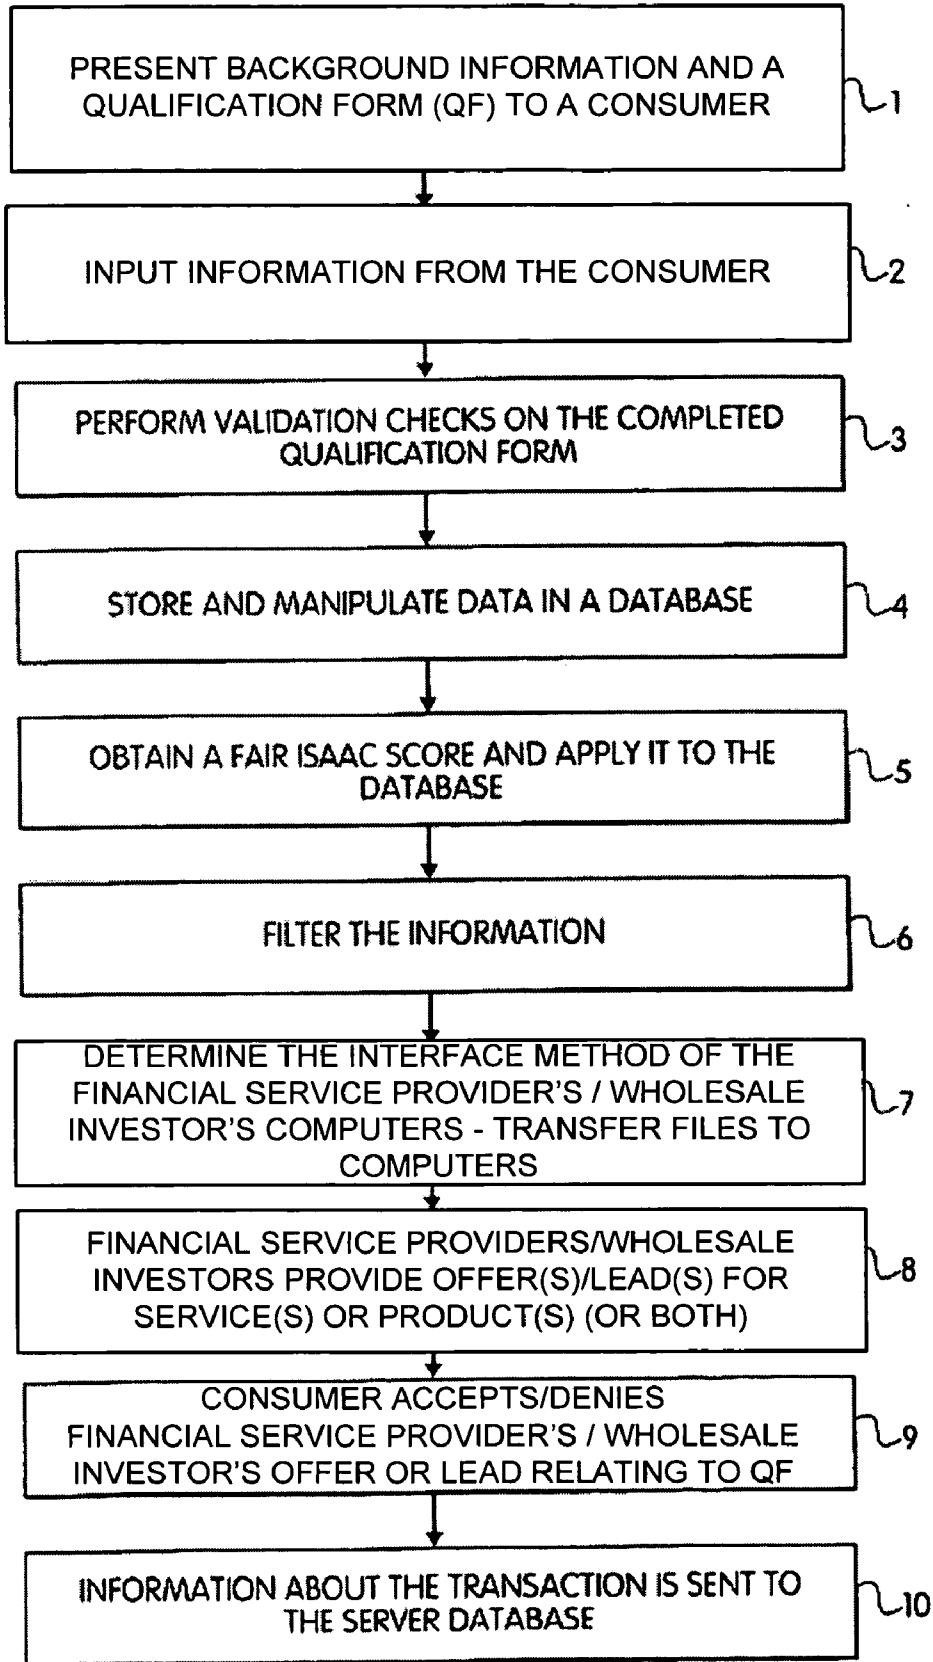 PRESENT BACKGROUND INFORMATION AND A
QUALIFICATION FORM (QF) TO A CONSUMER
1
INPUT INFORMATION FROM THE CONSUMER
2
PERFORM VALIDATION CHECKS ON THE COMPLETED
QUALIFICATION FORM
3
STORE AND MANIPULATE DATA IN A DATABASE
4
OBTAIN A FAIR ISAAC SCORE AND APPLY IT TO THE
DATABASE
5
FILTER THE INFORMATION
6
DETERMINE THE INTERFACE METHOD OF THE
FINANCIAL SERVICE PROVIDER'S / WHOLESALE
INVESTOR'S COMPUTERS - TRANSFER FILES TO
COMPUTERS
7
FINANCIAL SERVICE PROVIDERS/WHOLESALE
INVESTORS PROVIDE OFFER(S)/LEAD(S) FOR
SERVICE(S) OR PRODUCT(S) (OR BOTH)
8
CONSUMER ACCEPTS/DENIES
FINANCIAL SERVICE PROVIDER'S / WHOLESALE
INVESTOR'S OFFER OR LEAD RELATING TO QF
9
INFORMATION ABOUT THE TRANSACTION IS SENT TO
THE SERVER DATABASE
10